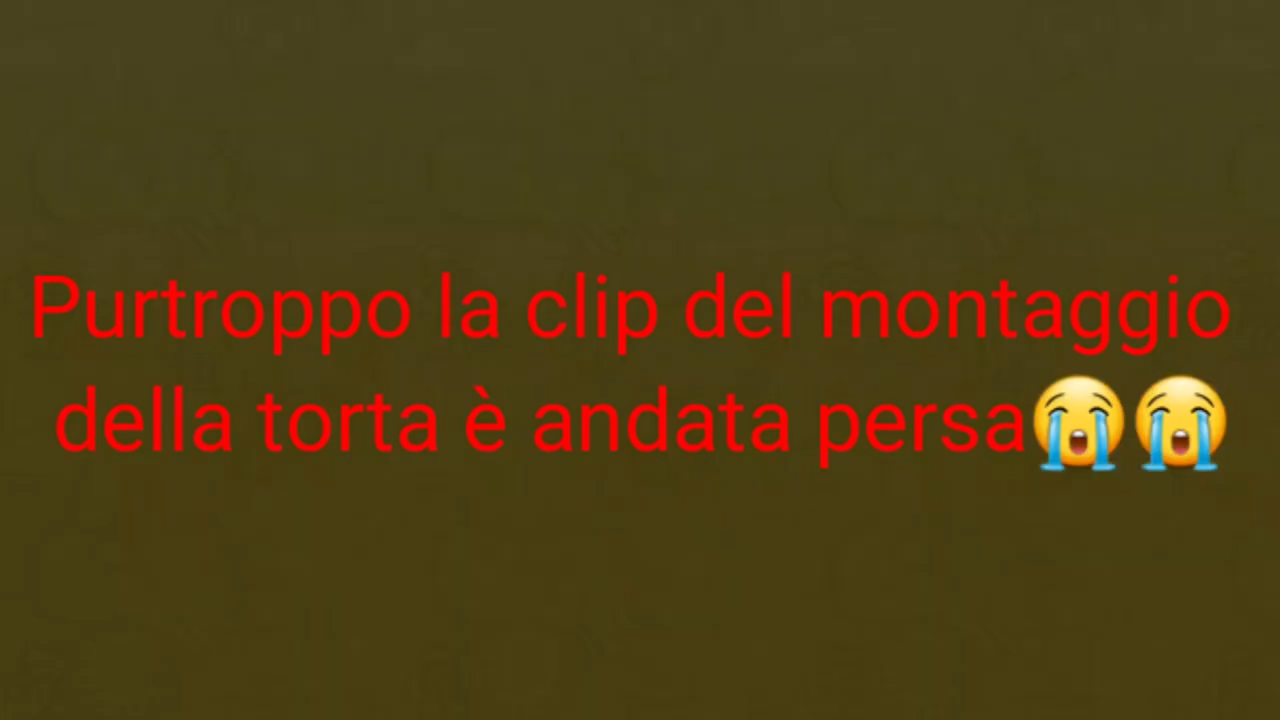 Purtroppo la clip del montaggio
della torta è andata persa😭😭